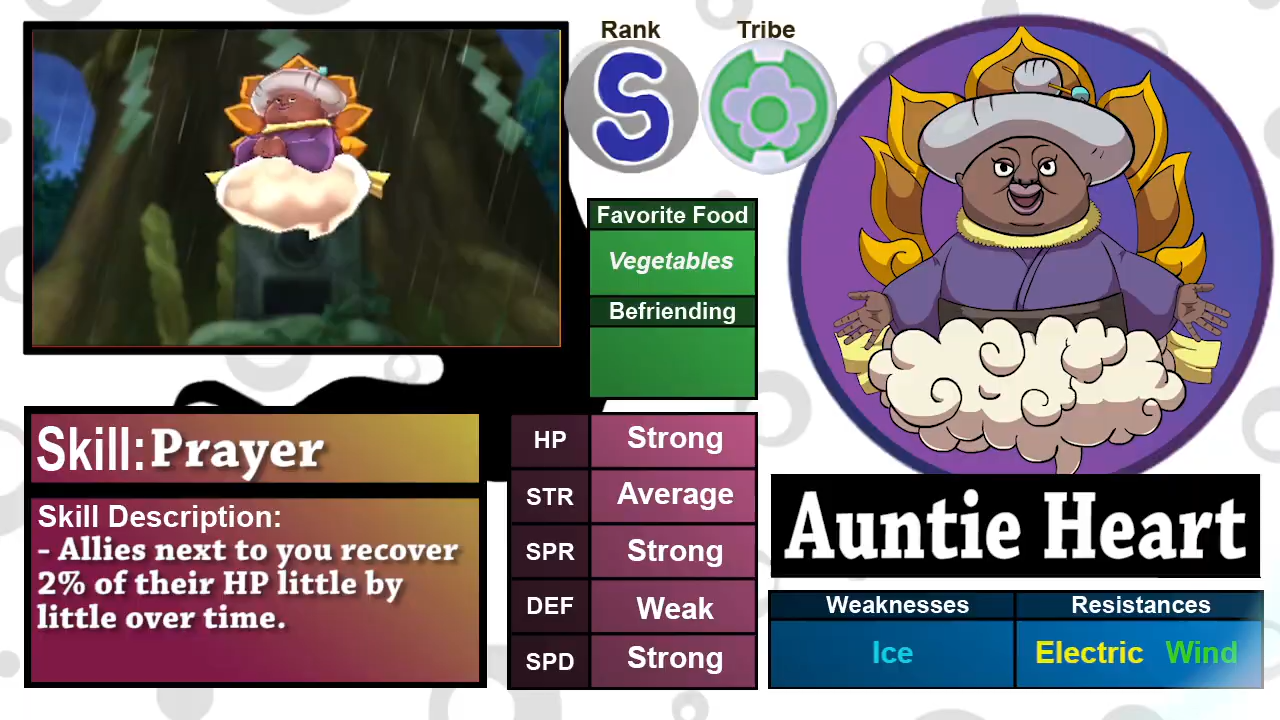 Rank
S
Tribe
Favorite Food
Vegetables
Befriending
Skill: Prayer
Skill Description:
- Allies next to you recover
2% of their HP little by
little over time.
HP Strong
STR Average
SPR Strong
DEF Weak
SPD Strong
Auntie Heart
Weaknesses
Ice
Resistances
Electric Wind